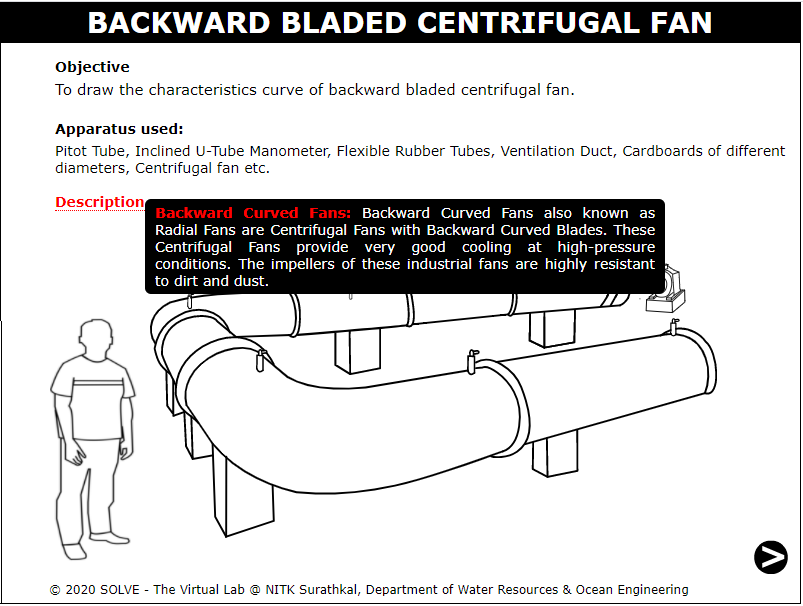 BACKWARD BLADED CENTRIFUGAL FAN
Objective
To draw the characteristics curve of backward bladed centrifugal fan.
Apparatus used:
Pitot Tube, Inclined U-Tube Manometer, Flexible Rubber Tubes, Ventilation Duct, Cardboards of different
diameters, Centrifugal fan etc.
Description
Backward Curved Fans: Backward Curved Fans also known as
Radial Fans are Centrifugal Fans with Backward Curved Blades. These
Centrifugal Fans provide very good cooling at high-pressure
conditions. The impellers of these industrial fans are highly resistant
to dirt and dust.
© 2020 SOLVE - The Virtual Lab @ NITK Surathkal, Department of Water Resources & Ocean Engineering